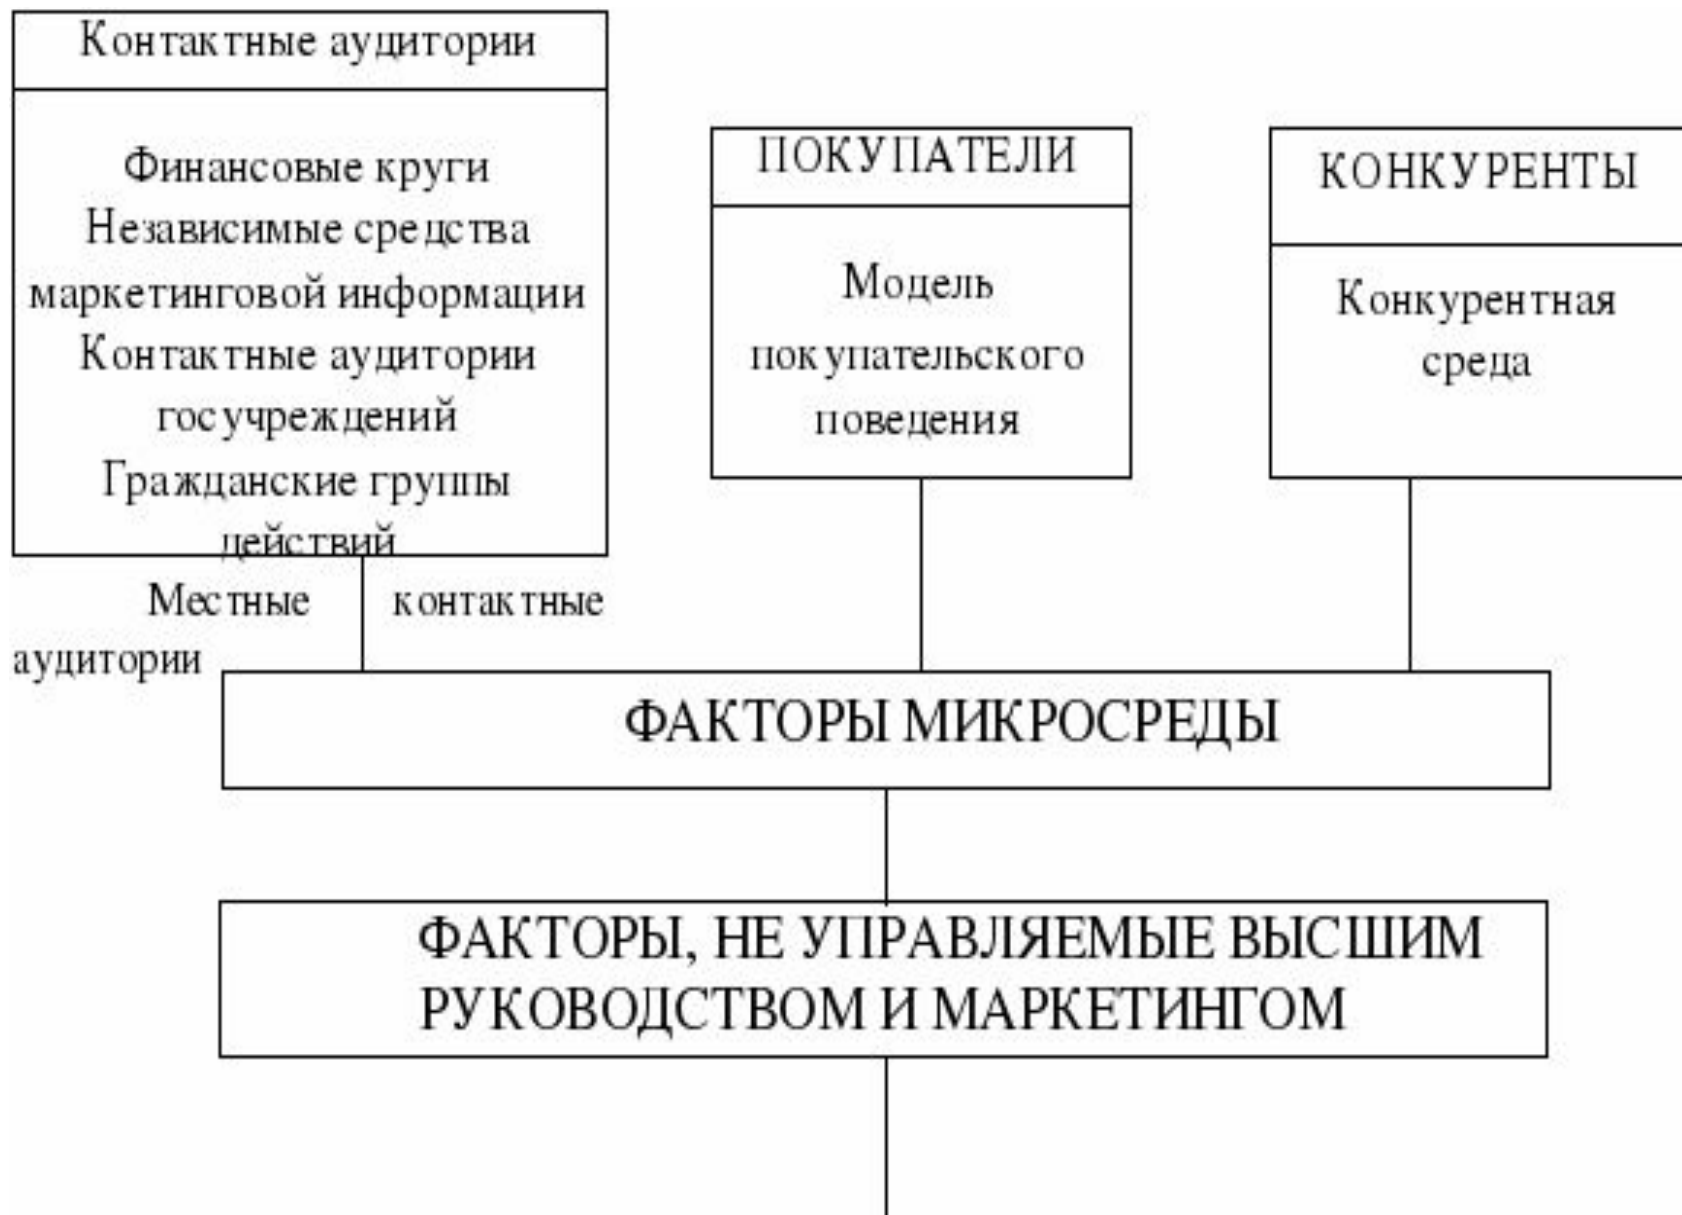 Контактные аудитории
Финансовые круги
Независимые средства
маркетинговой информации
Контактные аудитории
госучреждений
Гражданские группы
действий
Местные контактные
аудитории
ПОКУПАТЕЛИ
Модель
покупательского
поведения
КОНКУРЕНТЫ
Конкурентная
среда
ФАКТОРЫ МИКРОСРЕДЫ
ФАКТОРЫ, НЕ УПРАВЛЯЕМЫЕ ВЫСШИМ
РУКОВОДСТВОМ И МАРКЕТИНГОМ